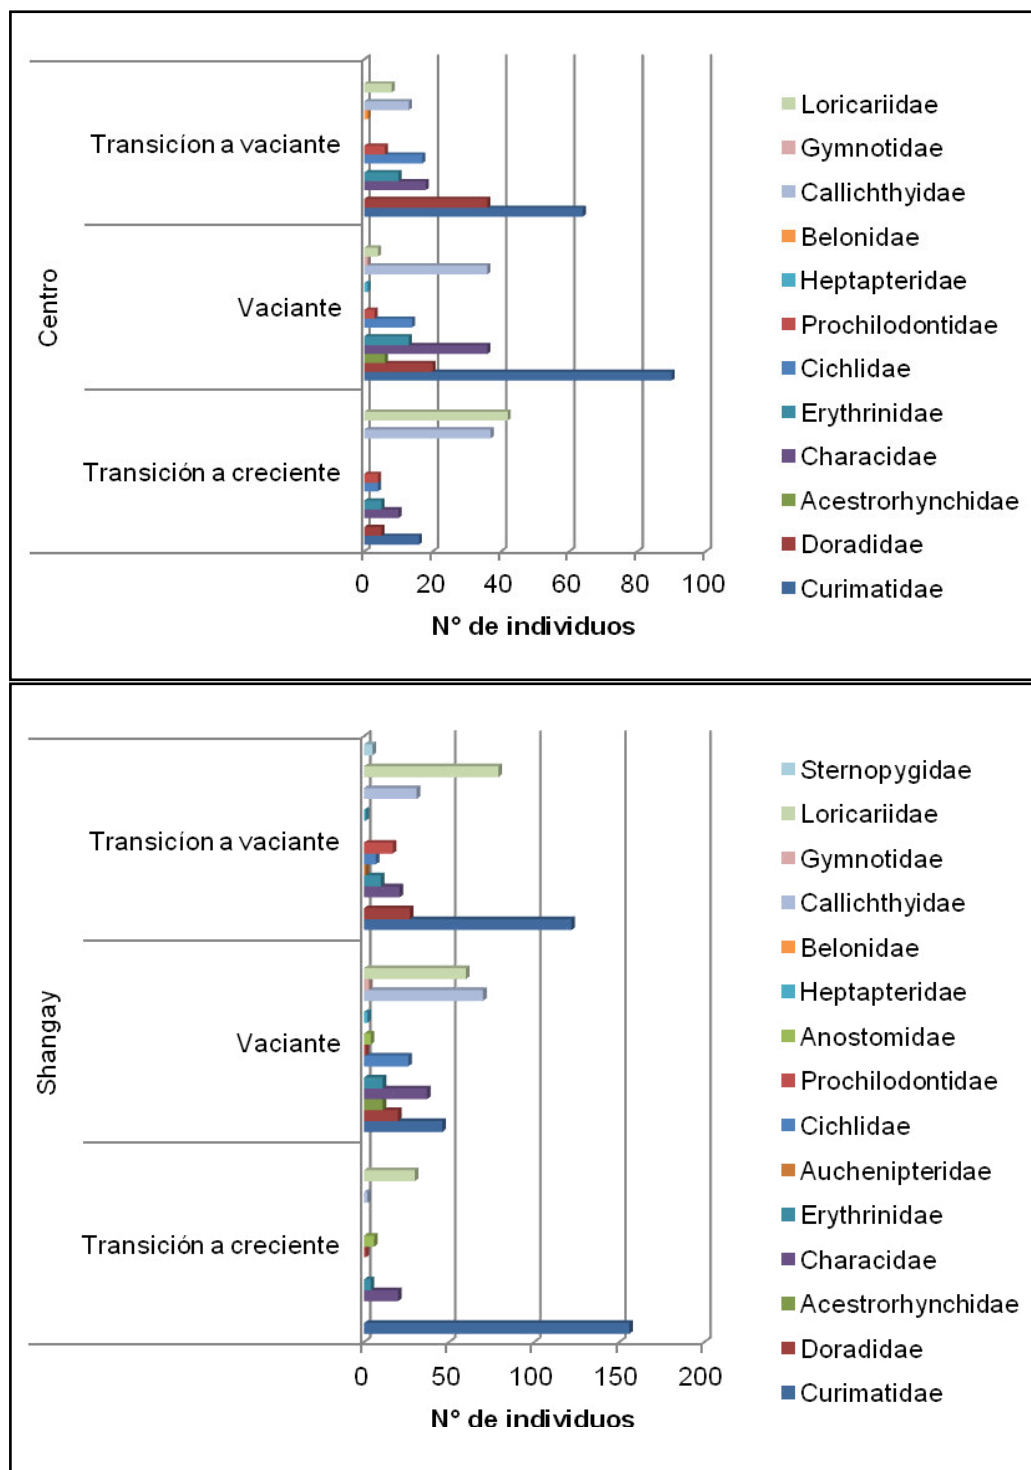 Centro
Transicíon a vaciante
Vaciante
Transición a creciente
0 20 40 60 80 100
N° de individuos
Loricariidae
Gymnotidae
Callichthyidae
Belonidae
Heptapteridae
Prochilodontidae
Cichlidae
Erythrinidae
Characidae
Acestrorhynchidae
Doradidae
Curimatidae
Shangay
Transicíon a vaciante
Vaciante
Transición a creciente
0 50 100 150 200
N° de individuos
Sternopygidae
Loricariidae
Gymnotidae
Callichthyidae
Belonidae
Heptapteridae
Anostomidae
Prochilodontidae
Cichlidae
Auchenipteridae
Erythrinidae
Characidae
Acestrorhynchidae
Doradidae
Curimatidae